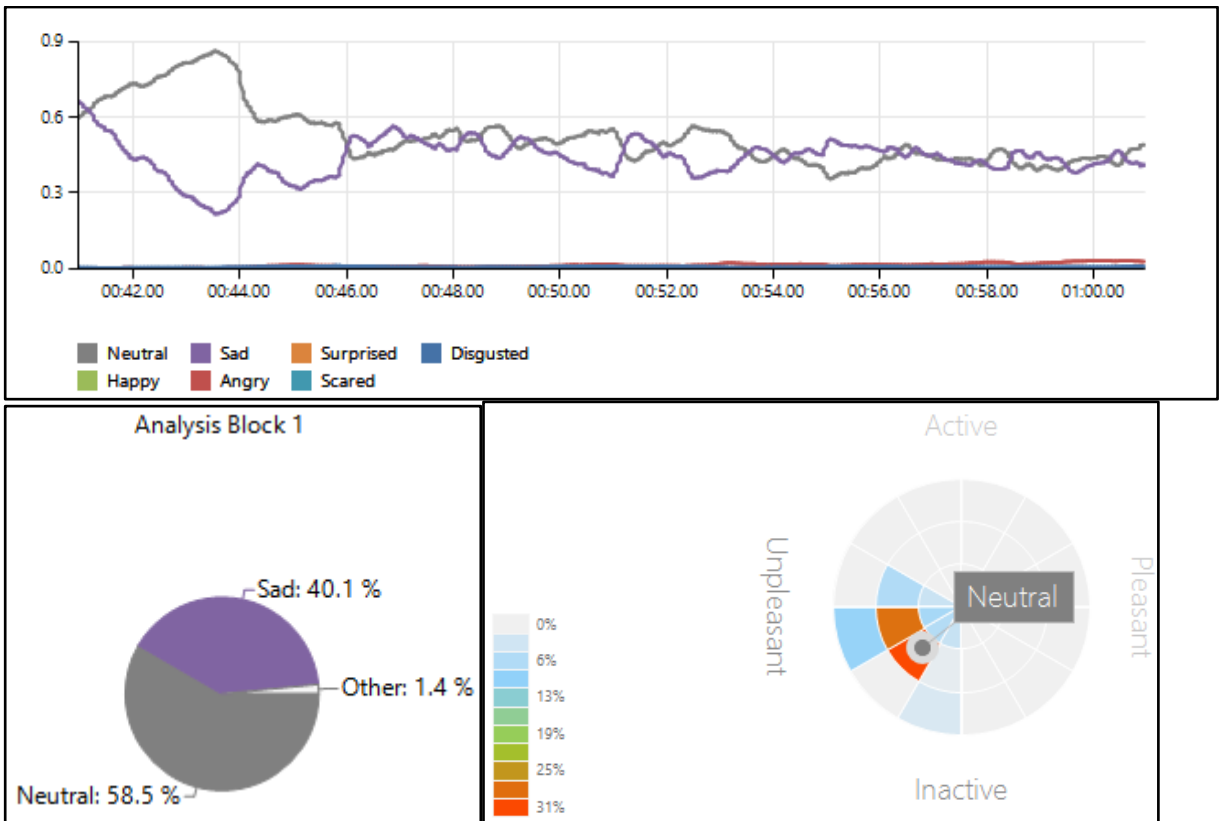 0.9
0.6
0.3
0.0
00:42.00 00:44.00 00:46.00 00:48.00 00:50.00 00:52.00 00:54.00 00:56.00 00:58.00 01:00.00
Neutral Sad Surprised Disgusted
Happy Angry Scared
Analysis Block 1
Sad: 40.1 %
Other: 1.4 %
Neutral: 58.5 %
Active
Unpleasant
Pleasant
Neutral
Inactive
0%
6%
13%
19%
25%
31%